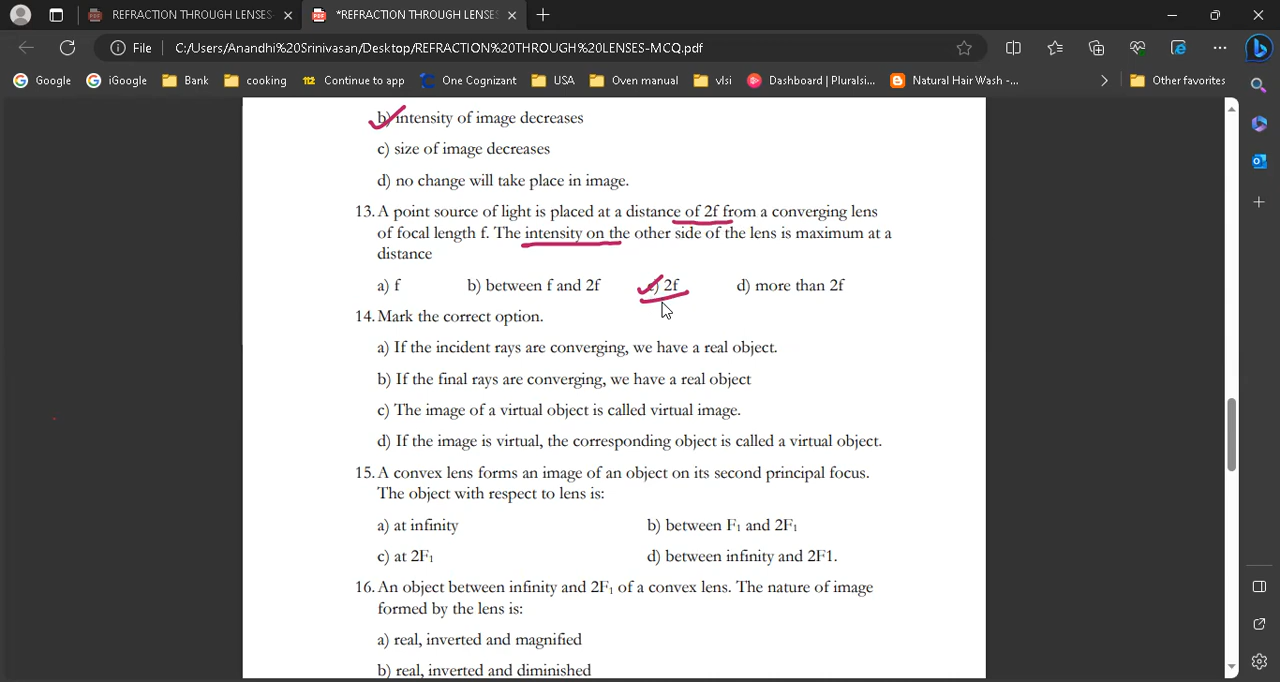 REFRACTION THROUGH LENSES-
*REFRACTION THROUGH LENSES
File
C:/Users/Anandhi%20Srinivasan/Desktop/REFRACTION%20THROUGH%20LENSES-MCQ.pdf
Google
iGoogle
Bank
cooking
Continue to app
One Cognizant
USA
Oven manual
vlsi
Dashboard | Pluralsi...
Natural Hair Wash -...
Other favorites
b) intensity of image decreases
c) size of image decreases
d) no change will take place in image.
13. A point source of light is placed at a distance of 2f from a converging lens
of focal length f. The intensity on the other side of the lens is maximum at a
distance
a) f b) between f and 2f c) 2f d) more than 2f
14. Mark the correct option.
a) If the incident rays are converging, we have a real object.
b) If the final rays are converging, we have a real object
c) The image of a virtual object is called virtual image.
d) If the image is virtual, the corresponding object is called a virtual object.
15. A convex lens forms an image of an object on its second principal focus.
The object with respect to lens is:
a) at infinity b) between F₁ and 2F₁
c) at 2F₁ d) between infinity and 2F1.
16. An object between infinity and 2F₁ of a convex lens. The nature of image
formed by the lens is:
a) real, inverted and magnified
b) real, inverted and diminished